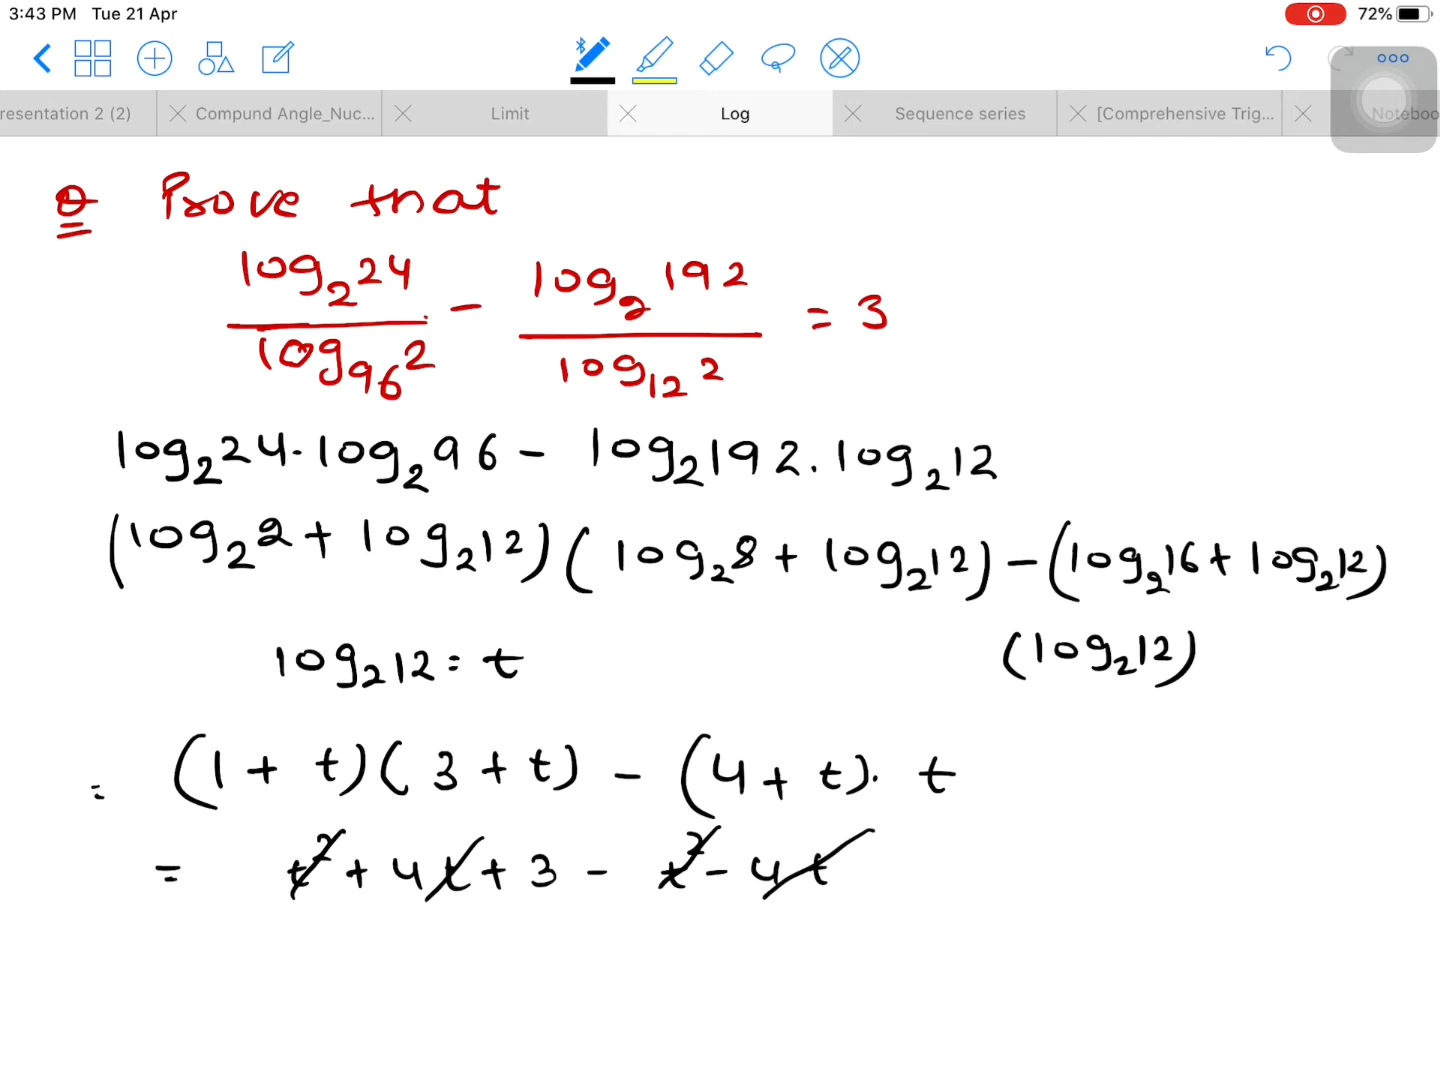 3:43 PM Tue 21 Apr 72%
resentation 2 (2) Compund Angle_Nuc... Limit Log Sequence series [Comprehensive Trig... Noteboo
Q Prove that
log₂24/log₉₆2 - log₂192/log₁₂2 = 3
log₂24·log₂96 - log₂192.log₂12
(log₂2 + log₂12)(log₂8 + log₂12) - (log₂16 + log₂12)
(log₂12)
log₂12 = t
= (1 + t)(3 + t) - (4 + t). t
= t² + 4t + 3 - t² - 4t